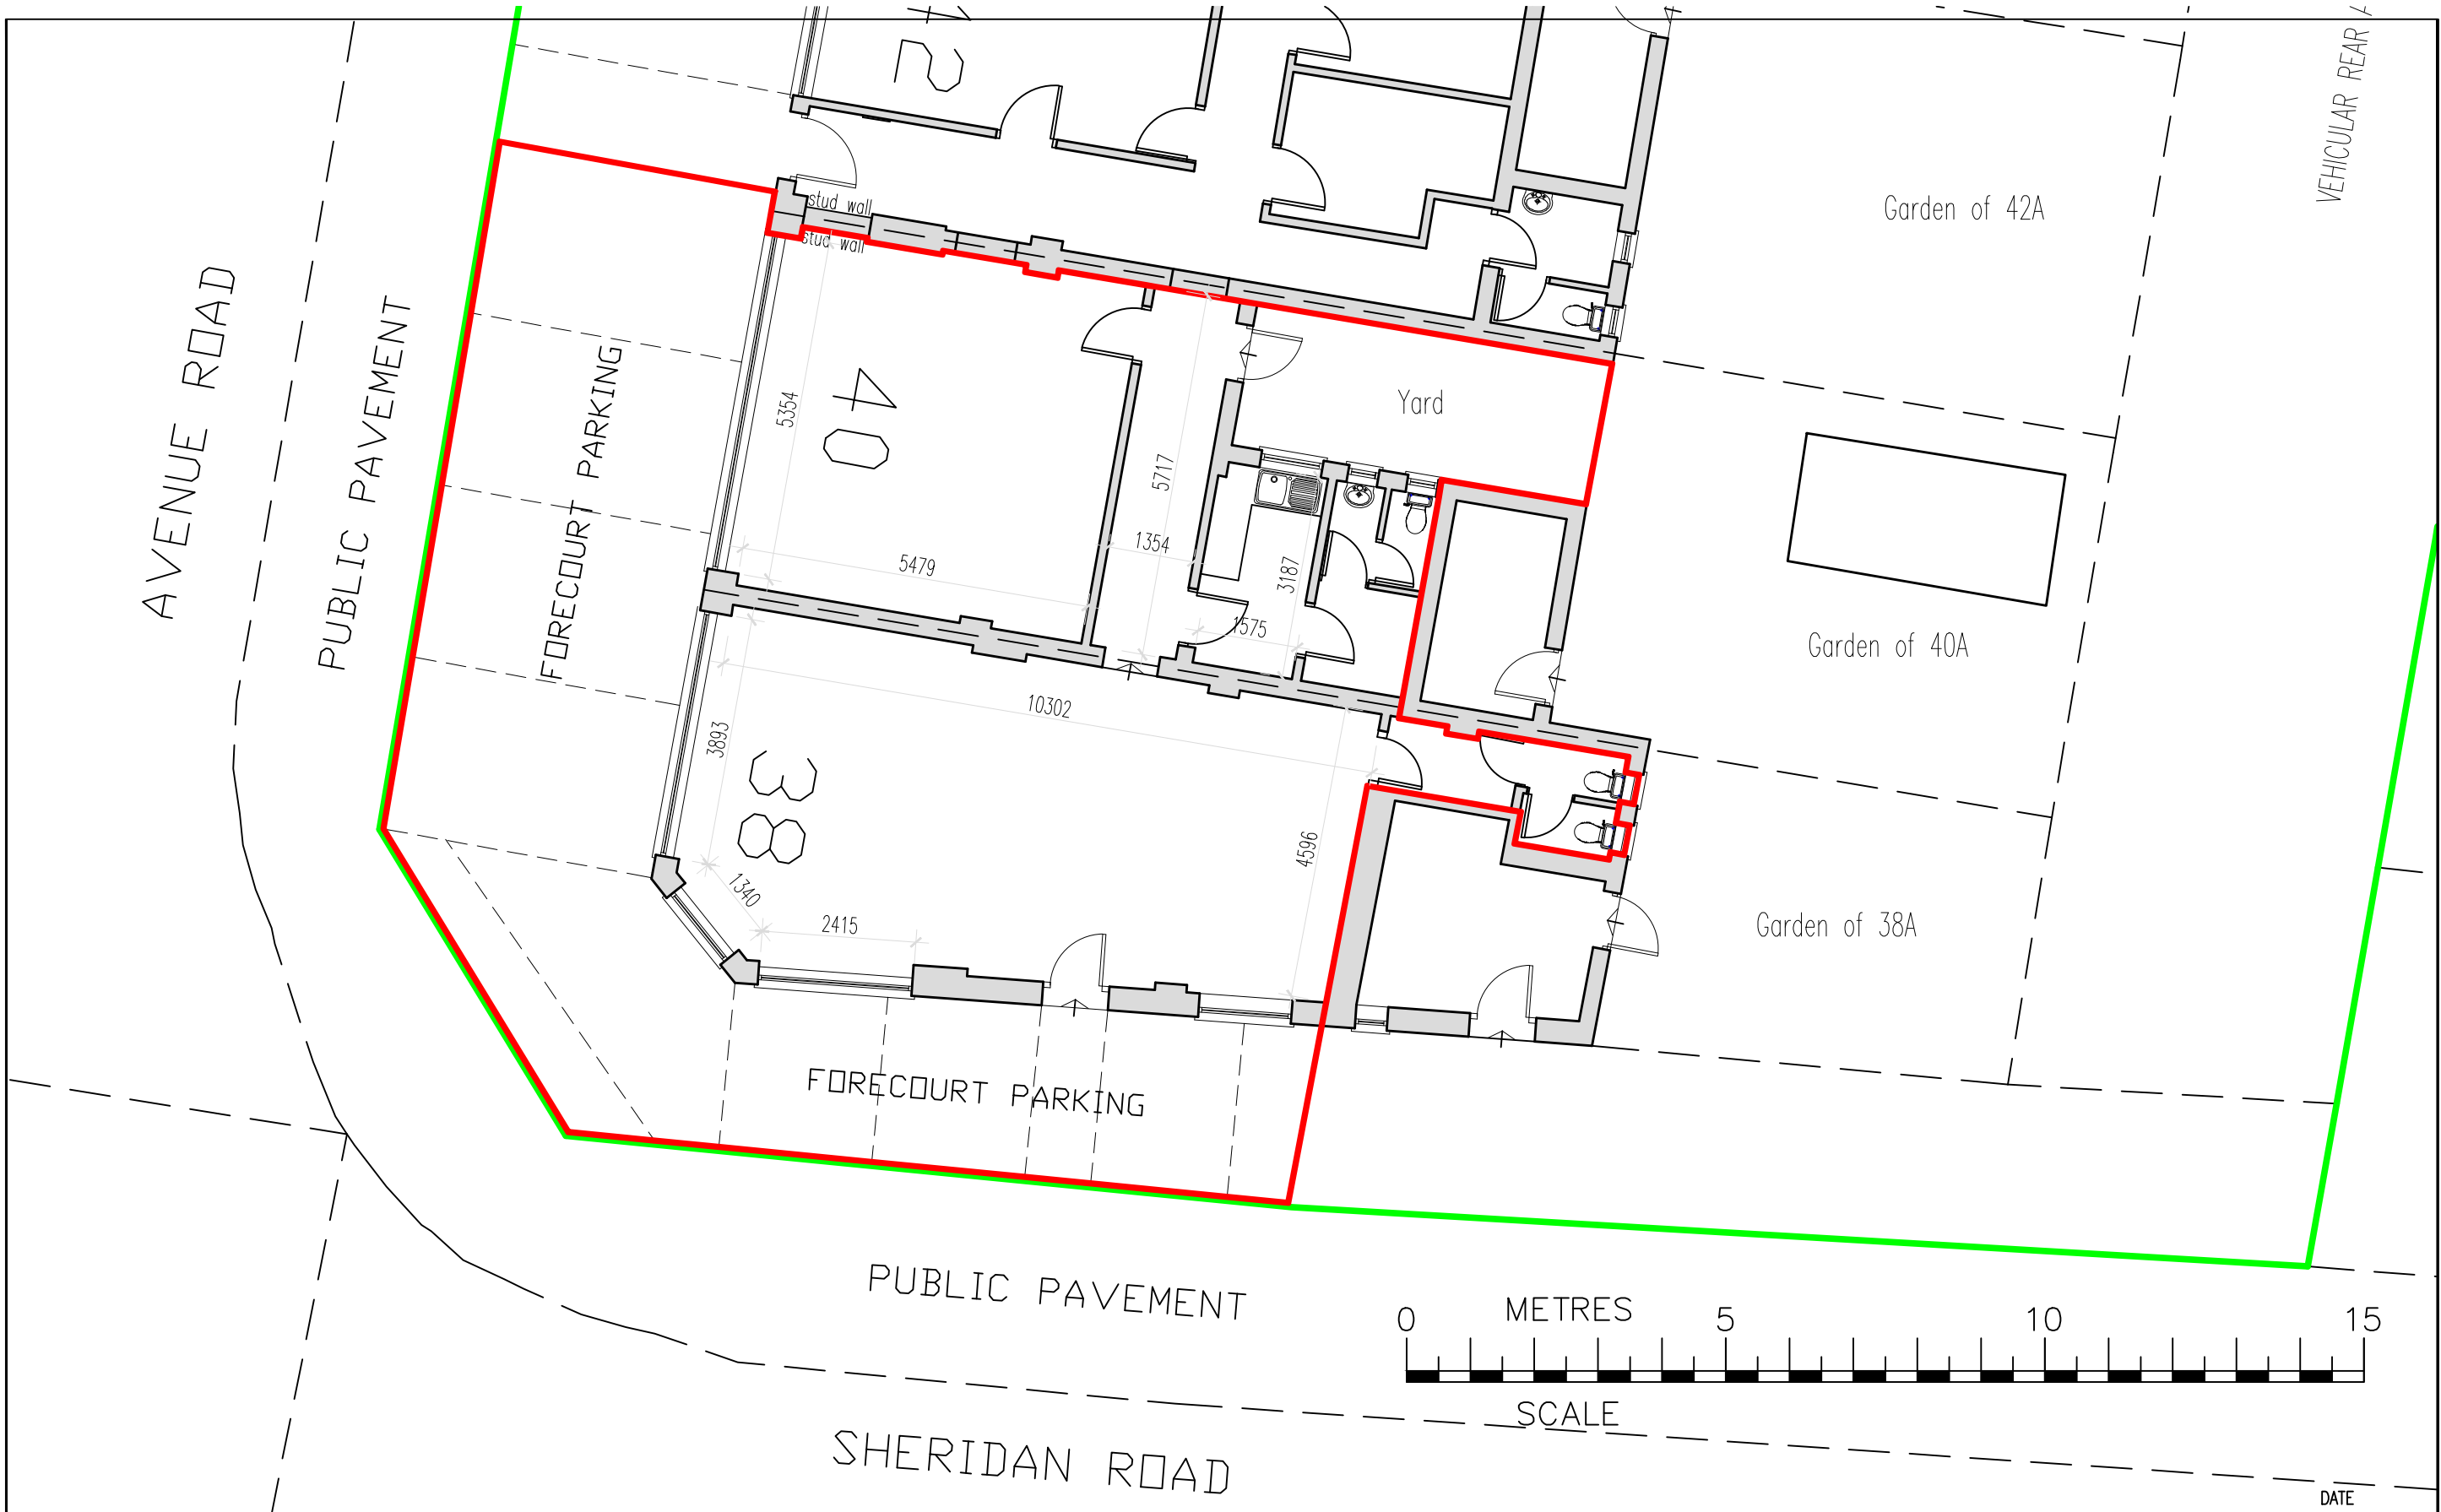 42
VEHICULAR REAR
Garden of 42A
stud wall
stud wall
AVENUE ROAD
PUBLIC PAVEMENT
FORECOURT PARKING
5354
40
Yard
5717
5479
1354
3187
1575
Garden of 40A
10302
3893
38
1340
2415
4596
Garden of 38A
FORECOURT PARKING
PUBLIC PAVEMENT
0 METRES 5 10 15
SCALE
SHERIDAN ROAD
DATE